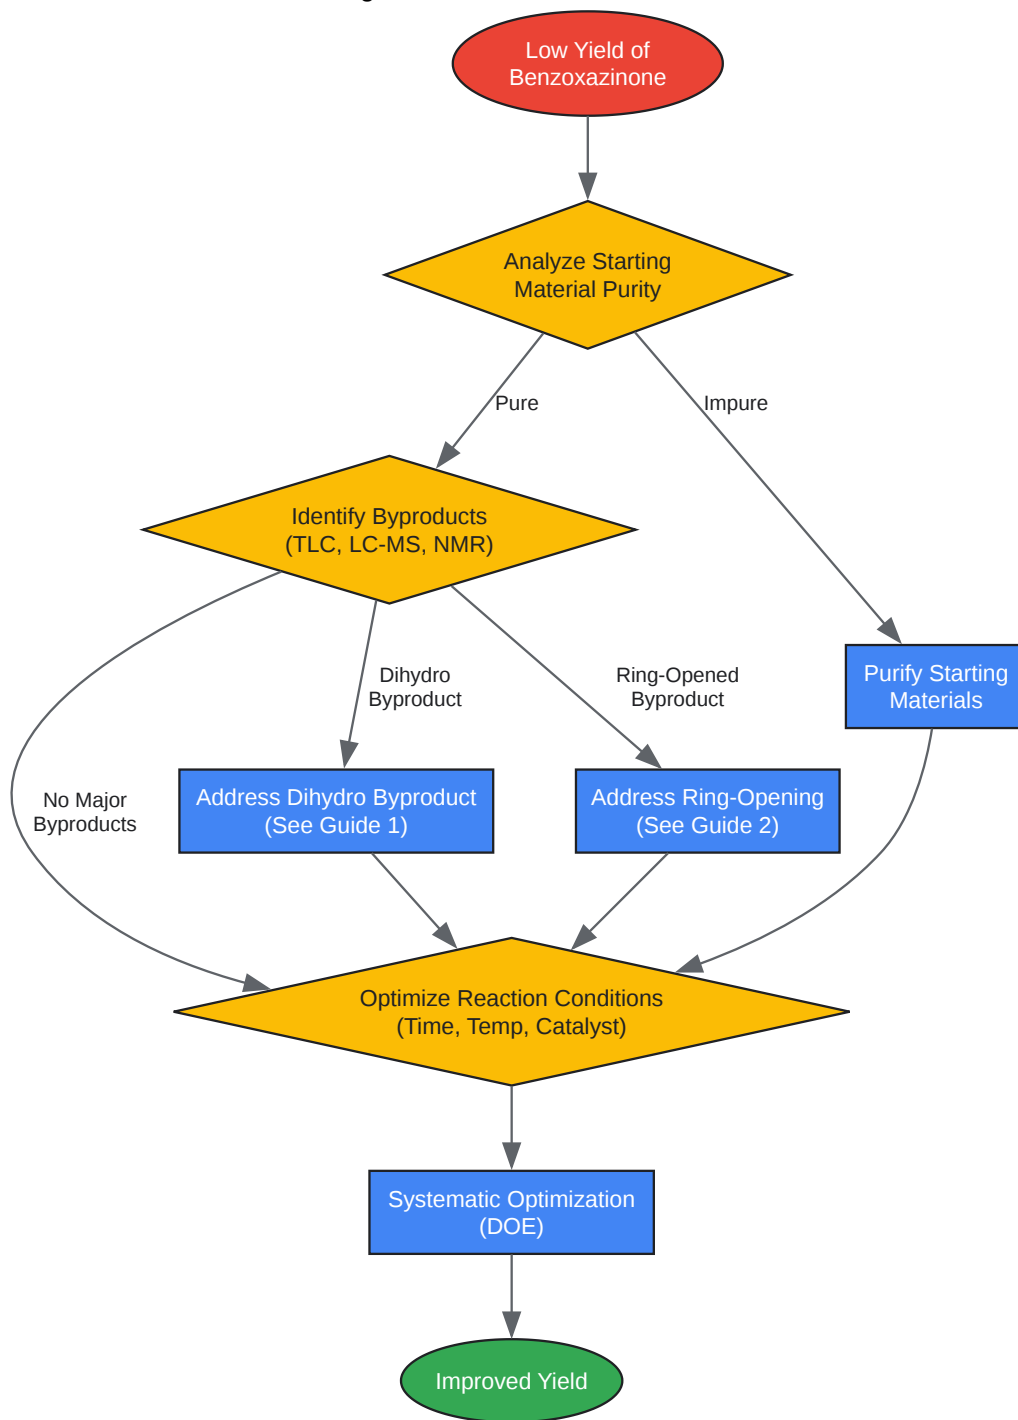 Low Yield of
Benzoxazinone
Analyze Starting
Material Purity
Pure
Impure
Identify Byproducts
(TLC, LC-MS, NMR)
Dihydro
Byproduct
Ring-Opened
Byproduct
Purify Starting
Materials
No Major
Byproducts
Address Dihydro Byproduct
(See Guide 1)
Address Ring-Opening
(See Guide 2)
Optimize Reaction Conditions
(Time, Temp, Catalyst)
Systematic Optimization
(DOE)
Improved Yield